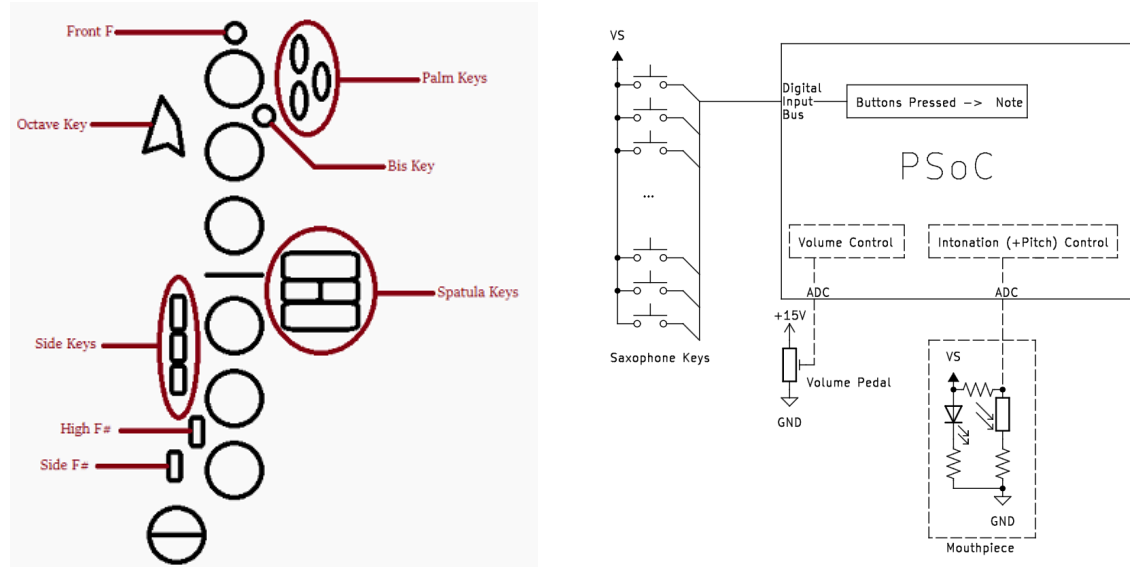 Front F
Palm Keys
Octave Key
Bis Key
Spatula Keys
Side Keys
High F#
Side F#
VS
Digital
Input
Bus
Buttons Pressed -> Note
PSoC
...
Volume Control
Intonation (+Pitch) Control
ADC
ADC
+15V
Saxophone Keys
Volume Pedal
GND
VS
GND
Mouthpiece